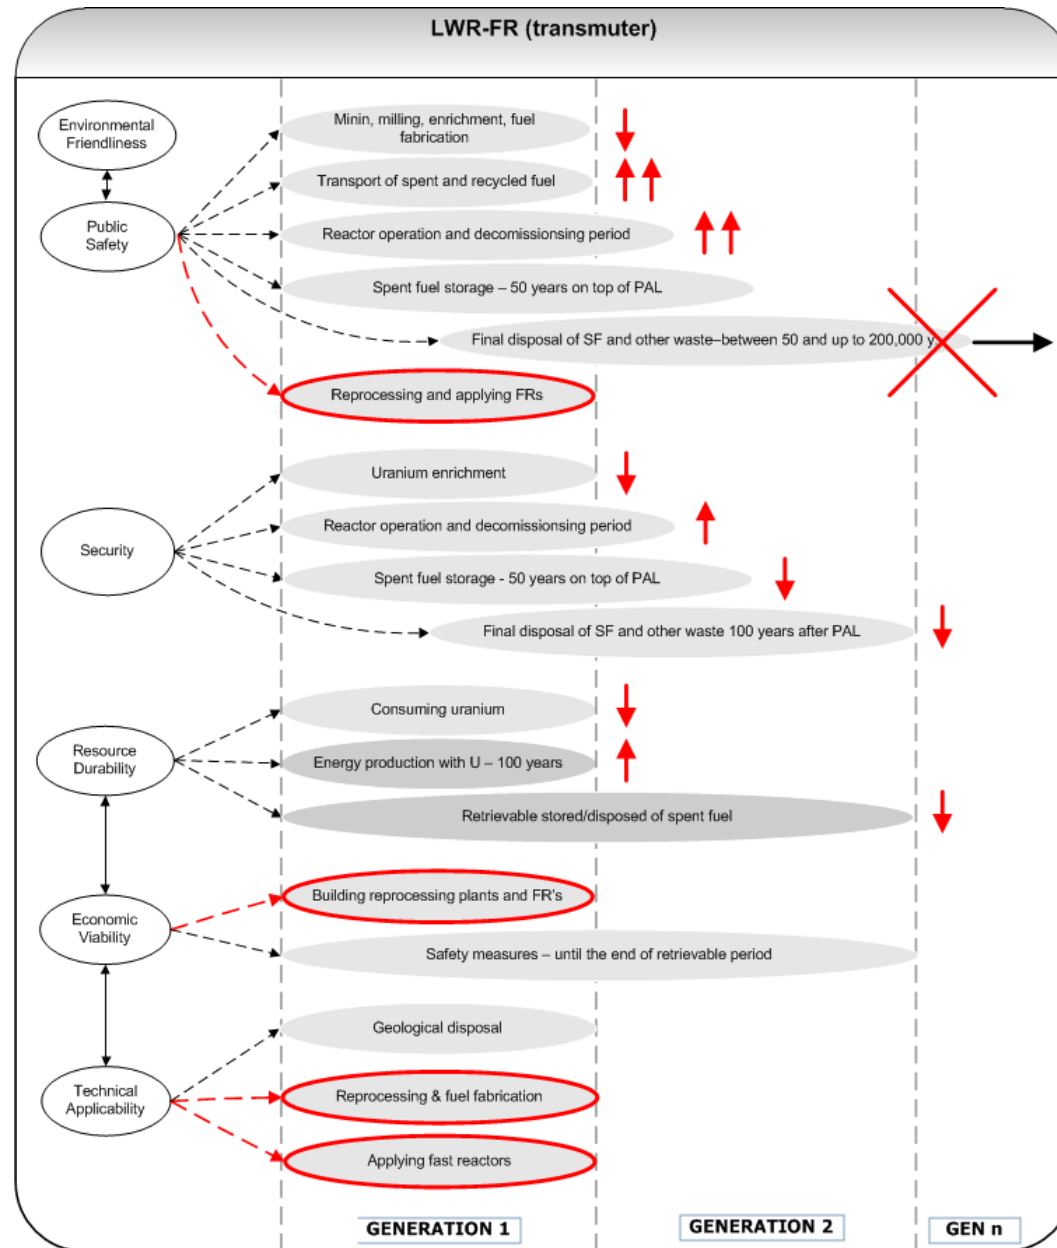 LWR-FR (transmuter)
Environmental
Friendliness
Minin, milling, enrichment, fuel
fabrication
Transport of spent and recycled fuel
Public
Safety
Reactor operation and decomissionsing period
Spent fuel storage – 50 years on top of PAL
Final disposal of SF and other waste–between 50 and up to 200,000 y.
Reprocessing and applying FRs
Uranium enrichment
Security
Reactor operation and decomissionsing period
Spent fuel storage - 50 years on top of PAL
Final disposal of SF and other waste 100 years after PAL
Consuming uranium
Resource
Durability
Energy production with U – 100 years
Retrievable stored/disposed of spent fuel
Building reprocessing plants and FR's
Economic
Viability
Safety measures – until the end of retrievable period
Geological disposal
Technical
Applicability
Reprocessing & fuel fabrication
Applying fast reactors
GENERATION 1
GENERATION 2
GEN n